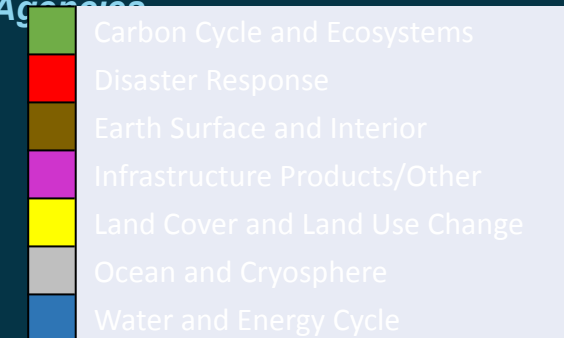 Agencies
Carbon Cycle and Ecosystems
Disaster Response
Earth Surface and Interior
Infrastructure Products/Other
Land Cover and Land Use Change
Ocean and Cryosphere
Water and Energy Cycle